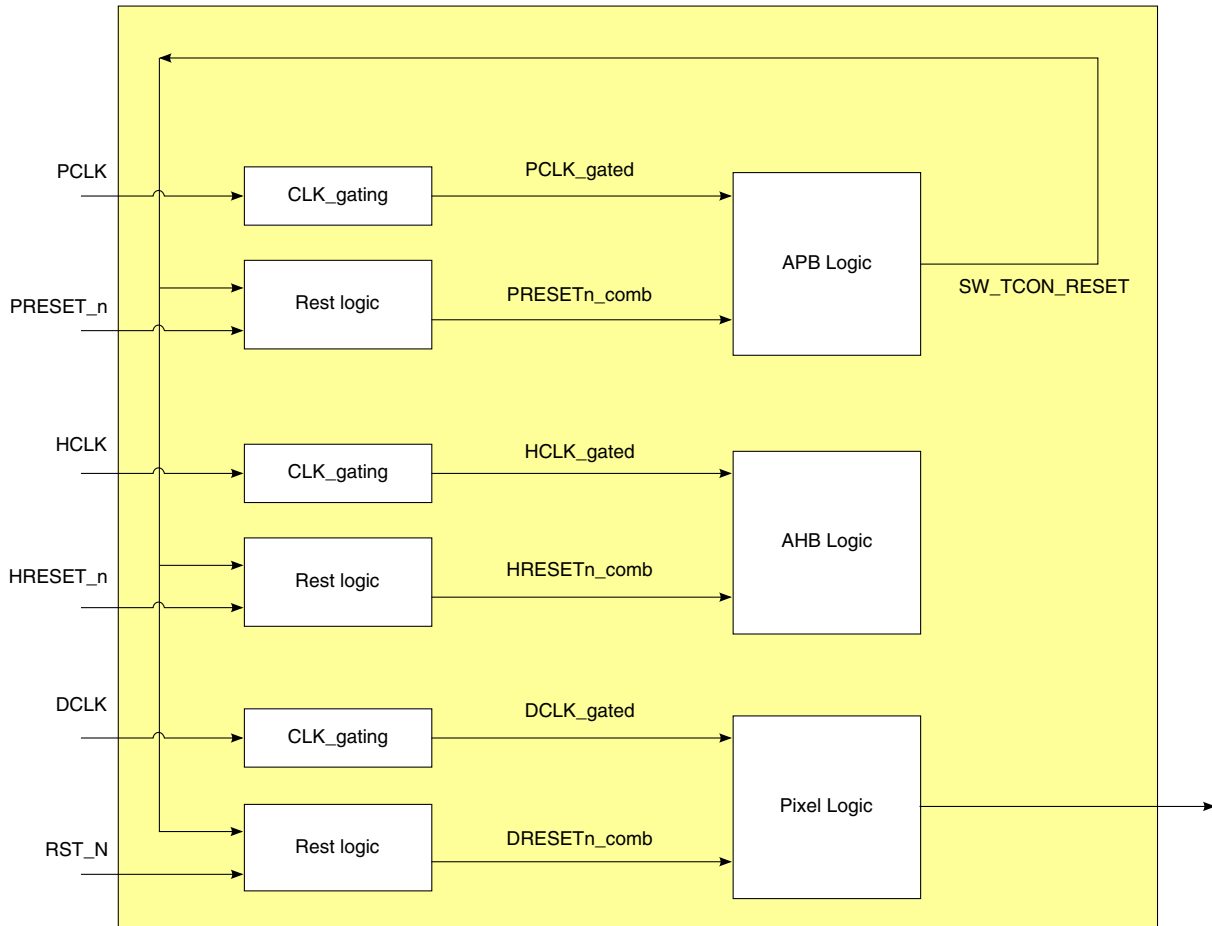 PCLK
CLK_gating
PCLK_gated
APB Logic
SW_TCON_RESET
PRESET_n
Rest logic
PRESETn_comb
HCLK
CLK_gating
HCLK_gated
AHB Logic
HRESET_n
Rest logic
HRESETn_comb
DCLK
CLK_gating
DCLK_gated
Pixel Logic
RST_N
Rest logic
DRESETn_comb